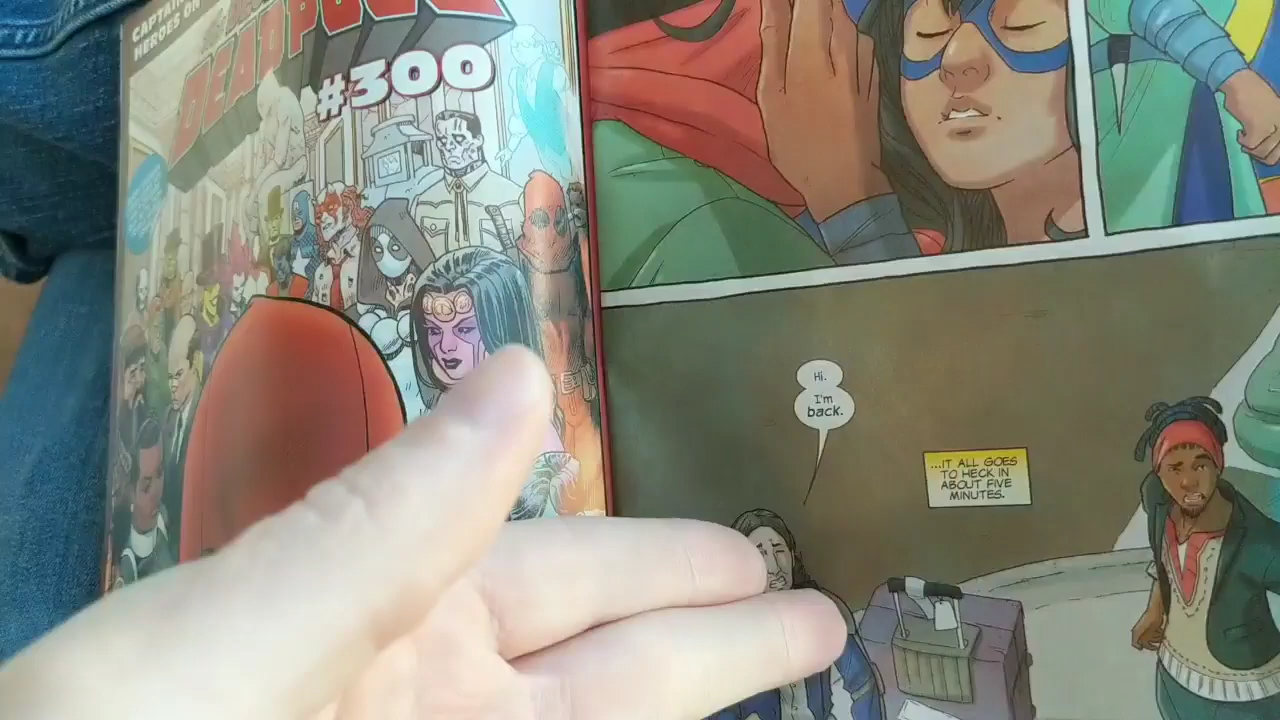 CAPTAIN
HEROES ON
DEADPOOL
#300
Hi.
I'm
back.
...IT ALL GOES
TO HECK IN
ABOUT FIVE
MINUTES.